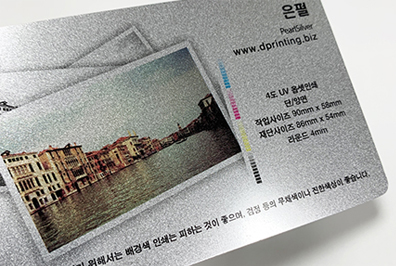 은펄
PearlSilver
www.dprinting.biz
4도 UV 옵셋인쇄
단/양면
작업사이즈 90mm x 58mm
재단사이즈 86mm x 54mm
라운드 4mm
위해서는 배경색 인쇄는 피하는 것이 좋으며, 검정 등의 무채색이나 진한색상이 좋습니다.